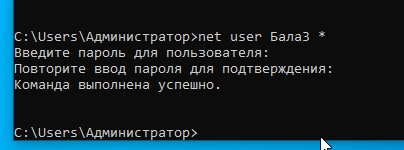 C:\Users\Администратор>net user Бала3 *
Введите пароль для пользователя:
Повторите ввод пароля для подтверждения:
Команда выполнена успешно.
C:\Users\Администратор>